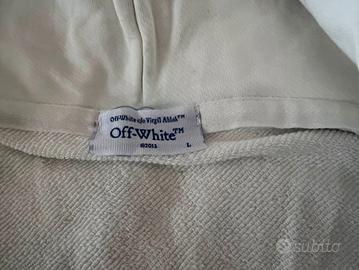 Off-White c/o Virgil Abloh™
Off-White™
©2013 L
subito